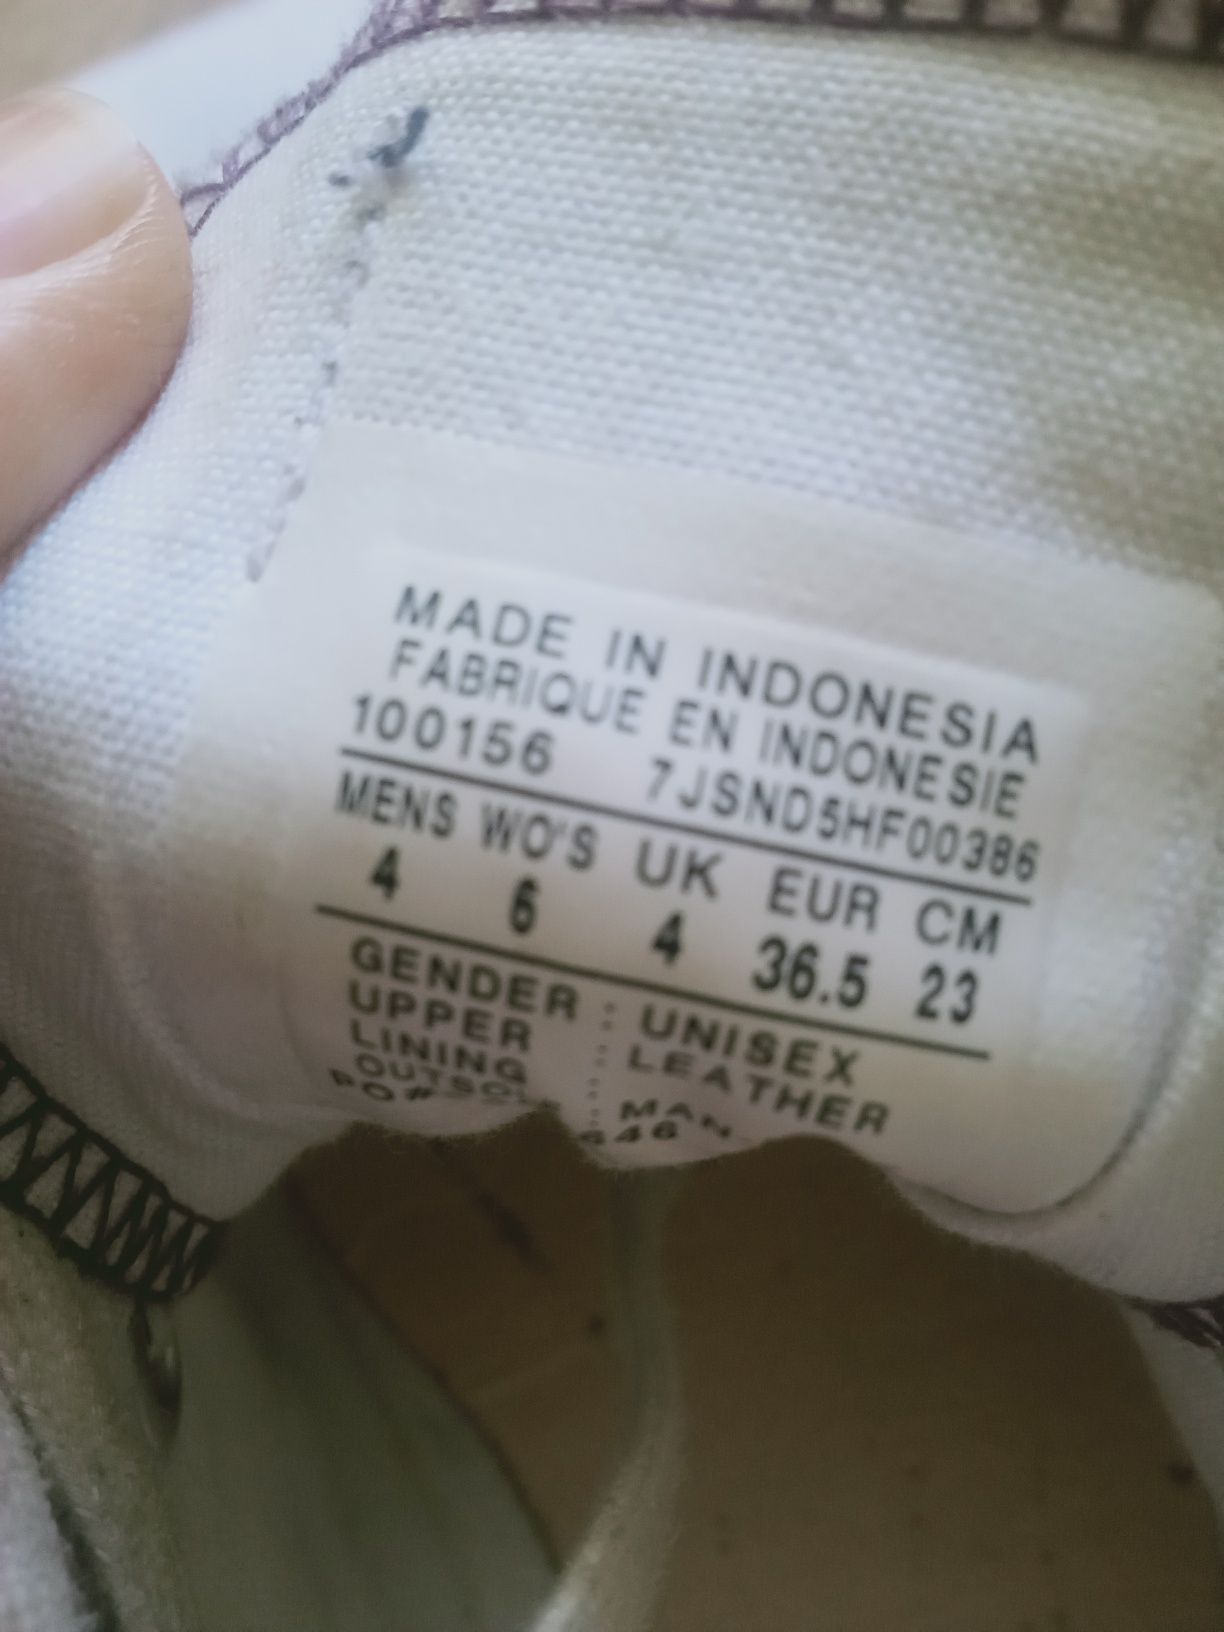 MADE IN INDONESIA
FABRIQUE EN INDONESIE
100156 7JSND5HF00386
MENS WO'S UK EUR CM
4 6 4 36.5 23
GENDER : UNISEX
UPPER : LEATHER
LINING :
PO#